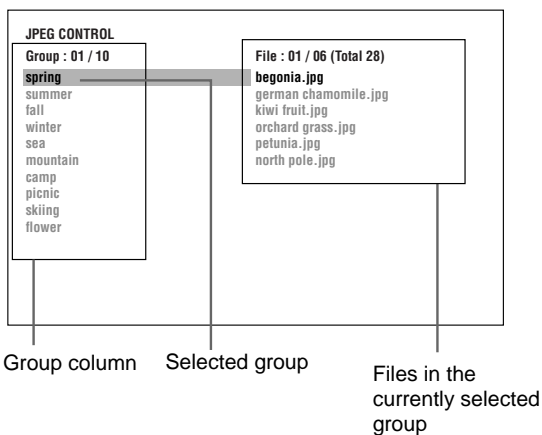 JPEG CONTROL
Group : 01 / 10
spring
summer
fall
winter
sea
mountain
camp
picnic
skiing
flower
File : 01 / 06 (Total 28)
begonia.jpg
german chamomile.jpg
kiwi fruit.jpg
orchard grass.jpg
petunia.jpg
north pole.jpg
Group column
Selected group
Files in the
currently selected
group